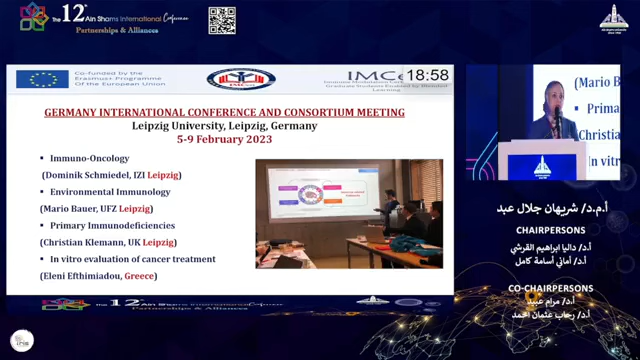 The 12th Ain Shams International Conference
Partnerships & Alliances
Co-funded by the
Erasmus+ Programme
Of the European Union
18:58
GERMANY INTERNATIONAL CONFERENCE AND CONSORTIUM MEETING
Leipzig University, Leipzig, Germany
5-9 February 2023
▪ Immuno-Oncology
(Dominik Schmiedel, IZI Leipzig)
▪ Environmental Immunology
(Mario Bauer, UFZ Leipzig)
▪ Primary Immunodeficiencies
(Christian Klemann, UK Leipzig)
▪ In vitro evaluation of cancer treatment
(Eleni Efthimiadou, Greece)
The 12th Ain Shams International Conference
Partnerships & Alliances
(Mario B
▪ Prima
Christian
In vitro
أ.م.د/ شريهان جلال عبد
CHAIRPERSONS
أ.د/ داليا ابراهيم القرشي
أ.د/ أماني أسامة كامل
CO-CHAIRPERSONS
أ.د/ مرام عبيد
أ.د/ رحاب عثمان احمد